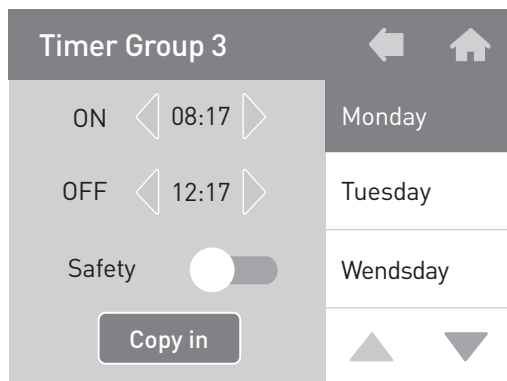 Timer Group 3
ON 08:17
OFF 12:17
Safety
Copy in
Monday
Tuesday
Wendsday